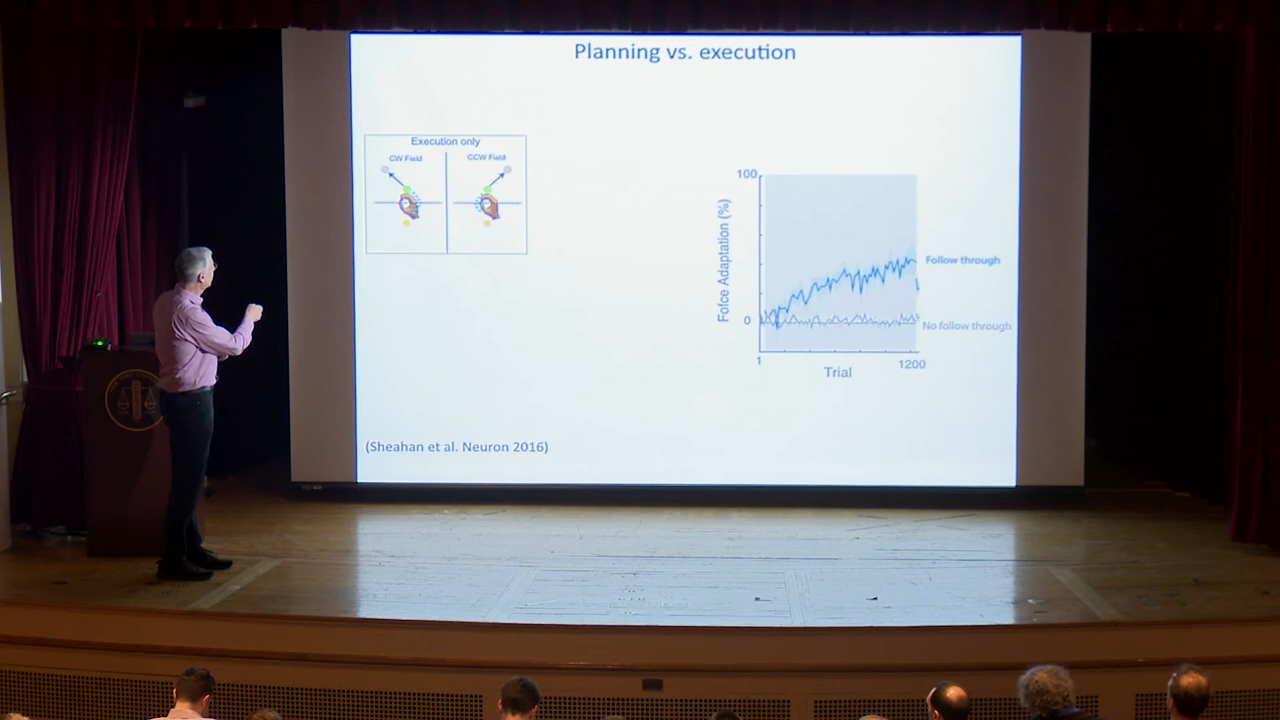 Planning vs. execution
Execution only
CW Field
CCW Field
100
Force Adaptation (%)
0
Follow through
No follow through
1
1200
Trial
(Sheahan et al. Neuron 2016)